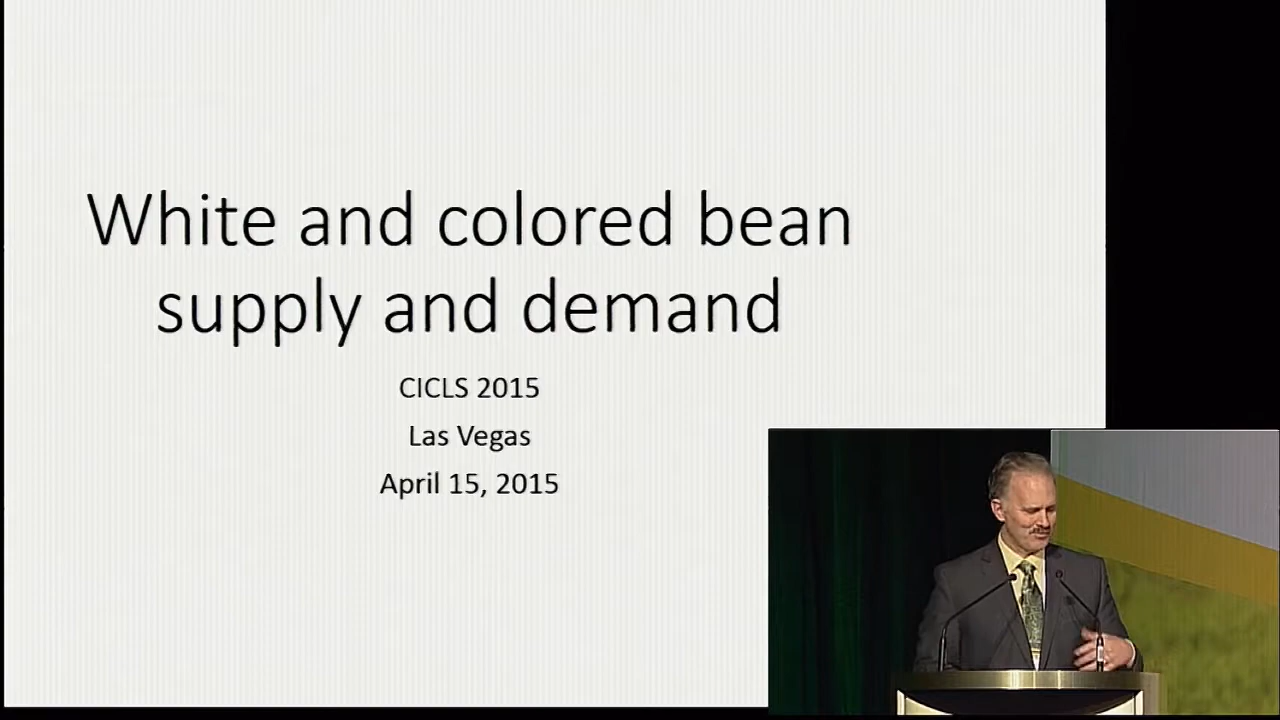 White and colored bean
supply and demand
CICLS 2015
Las Vegas
April 15, 2015